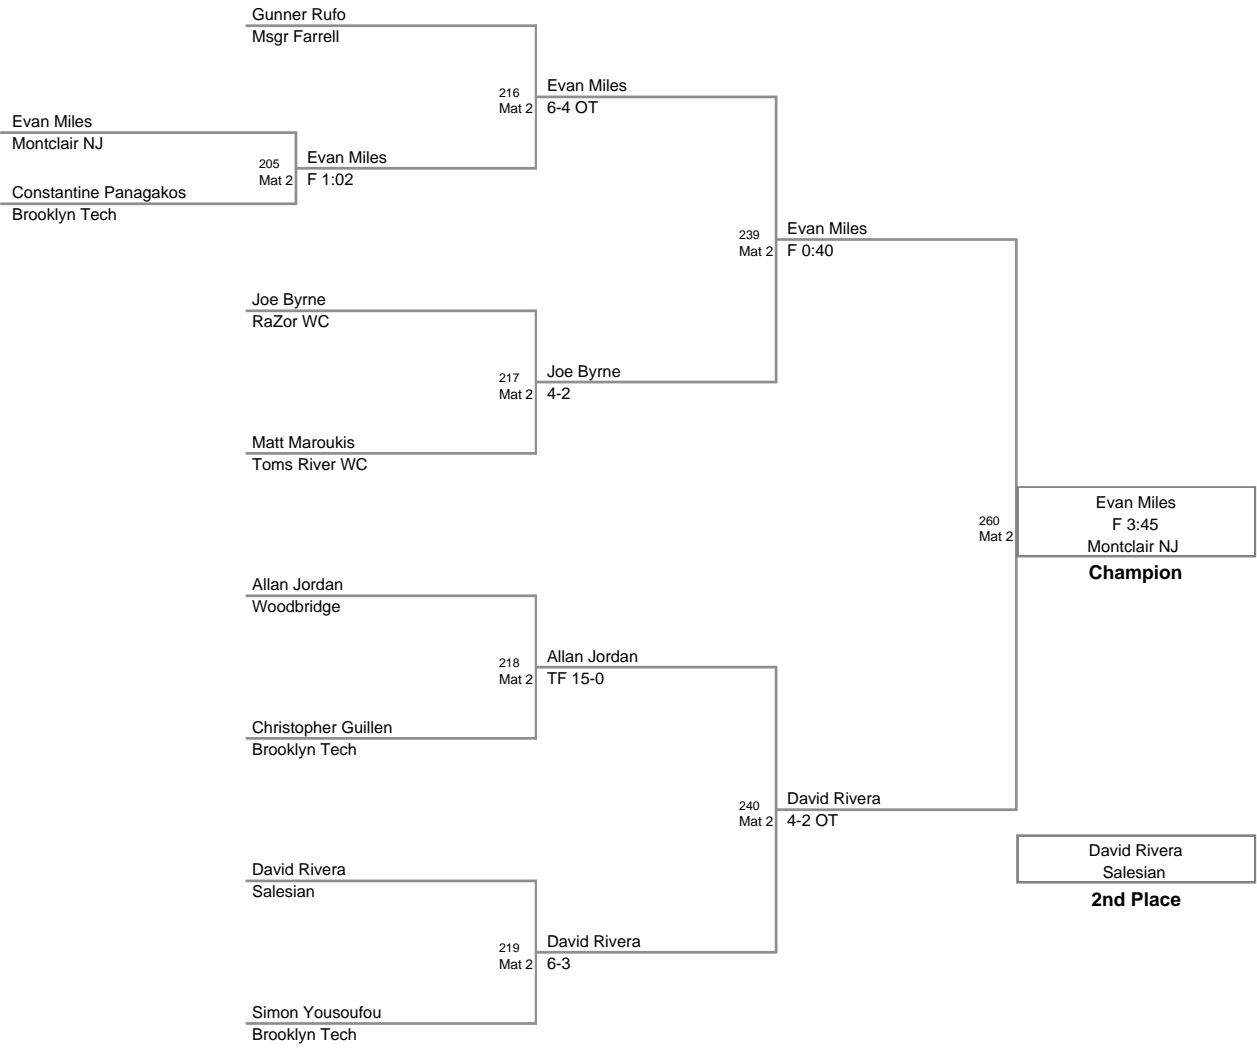 Gunner Rufo
Msgr Farrell
216
Mat 2
Evan Miles
6-4 OT
Evan Miles
Montclair NJ
205
Mat 2
Evan Miles
F 1:02
Constantine Panagakos
Brooklyn Tech
239
Mat 2
Evan Miles
F 0:40
Joe Byrne
RaZor WC
217
Mat 2
Joe Byrne
4-2
Matt Maroukis
Toms River WC
260
Mat 2
Evan Miles
F 3:45
Montclair NJ
Champion
Allan Jordan
Woodbridge
218
Mat 2
Allan Jordan
TF 15-0
Christopher Guillen
Brooklyn Tech
240
Mat 2
David Rivera
4-2 OT
David Rivera
Salesian
2nd Place
David Rivera
Salesian
219
Mat 2
David Rivera
6-3
Simon Yousoufou
Brooklyn Tech